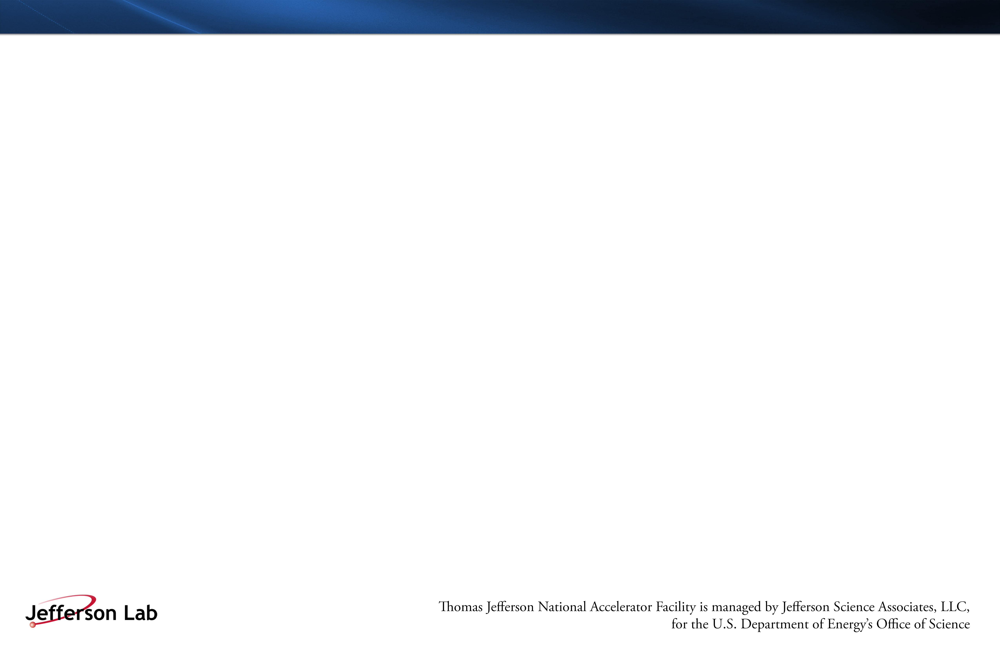 Jefferson Lab
Thomas Jefferson National Accelerator Facility is managed by Jefferson Science Associates, LLC,
for the U.S. Department of Energy’s Office of Science